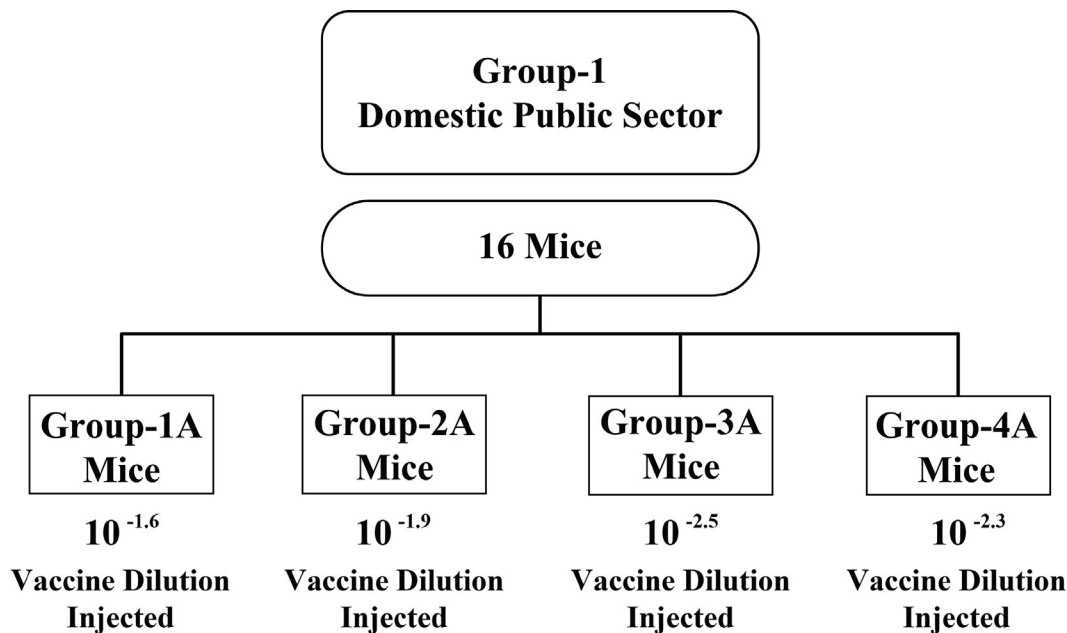 Group-1
Domestic Public Sector
16 Mice
Group-1A
Mice
10 -1.6
Vaccine Dilution
Injected
Group-2A
Mice
10 -1.9
Vaccine Dilution
Injected
Group-3A
Mice
10 -2.5
Vaccine Dilution
Injected
Group-4A
Mice
10 -2.3
Vaccine Dilution
Injected